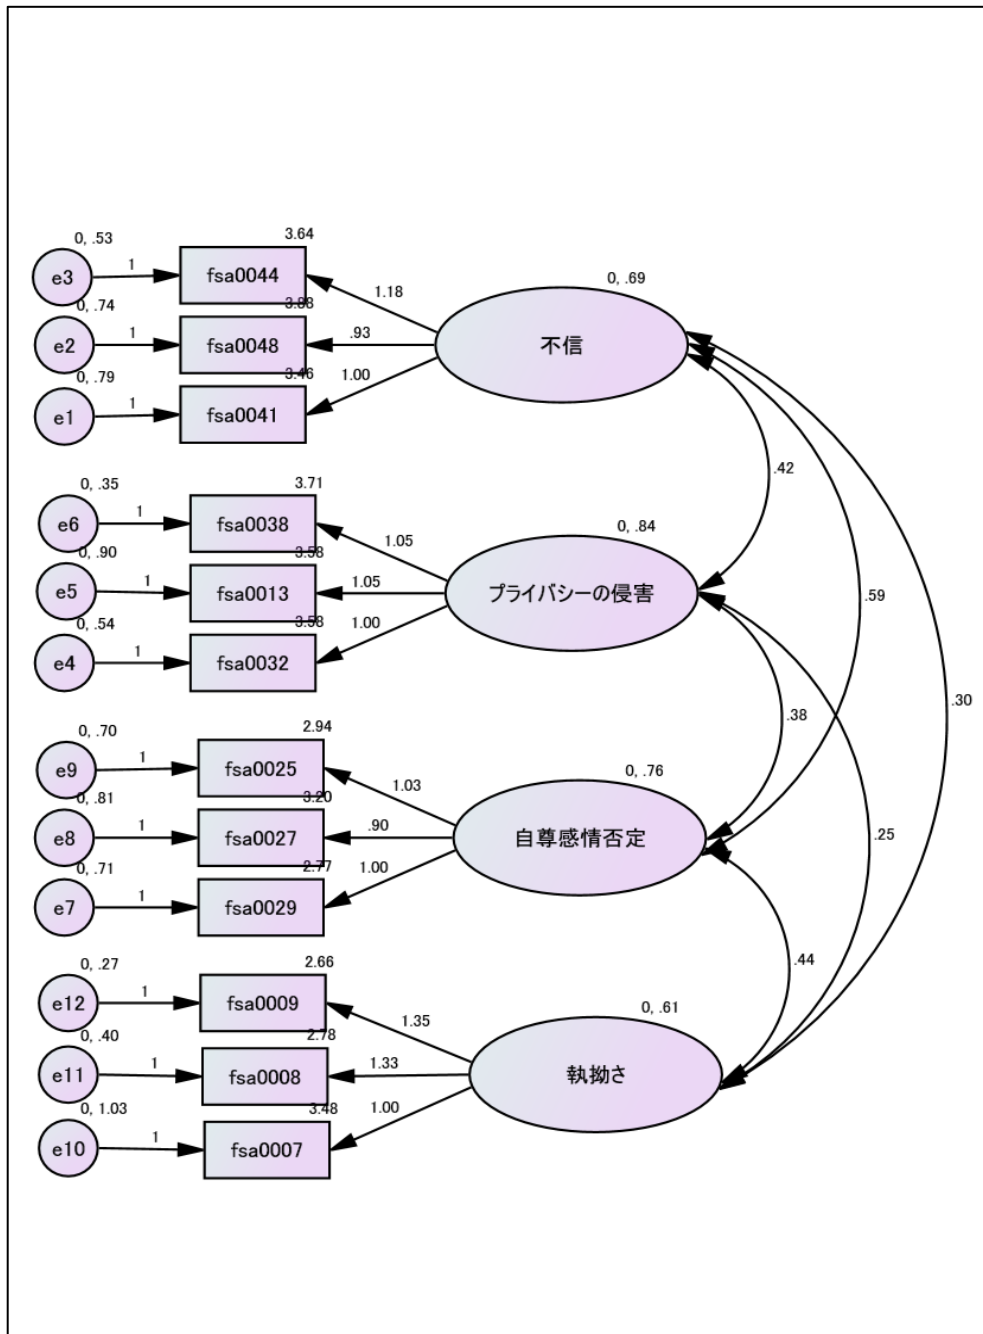 0, .53
3.64
e3
1
fsa0044
1.18
0, .69
0, .74
3.88
e2
1
fsa0048
.93
不信
0, .79
3.46
e1
1
fsa0041
1.00
.42
0, .35
3.71
e6
1
fsa0038
1.05
0, .84
0, .90
3.58
e5
1
fsa0013
1.05
プライバシーの侵害
.59
0, .54
3.58
e4
1
fsa0032
1.00
.30
.38
0, .70
2.94
e9
1
fsa0025
1.03
0, .76
0, .81
3.20
e8
1
fsa0027
.90
自尊感情否定
.25
0, .71
2.77
e7
1
fsa0029
1.00
.44
0, .27
2.66
e12
1
fsa0009
1.35
0, .61
0, .40
2.78
e11
1
fsa0008
1.33
執拗さ
0, 1.03
3.48
e10
1
fsa0007
1.00